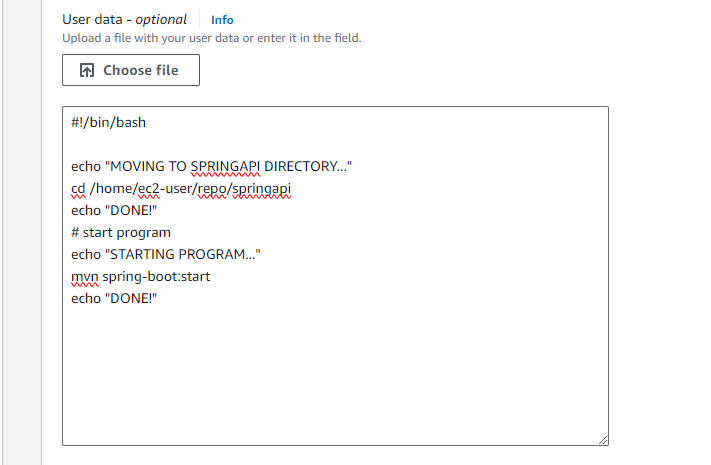 User data - optional Info
Upload a file with your user data or enter it in the field.
Choose file
#!/bin/bash
echo "MOVING TO SPRINGAPI DIRECTORY..."
cd /home/ec2-user/repo/springapi
echo "DONE!"
# start program
echo "STARTING PROGRAM..."
mvn spring-boot:start
echo "DONE!"